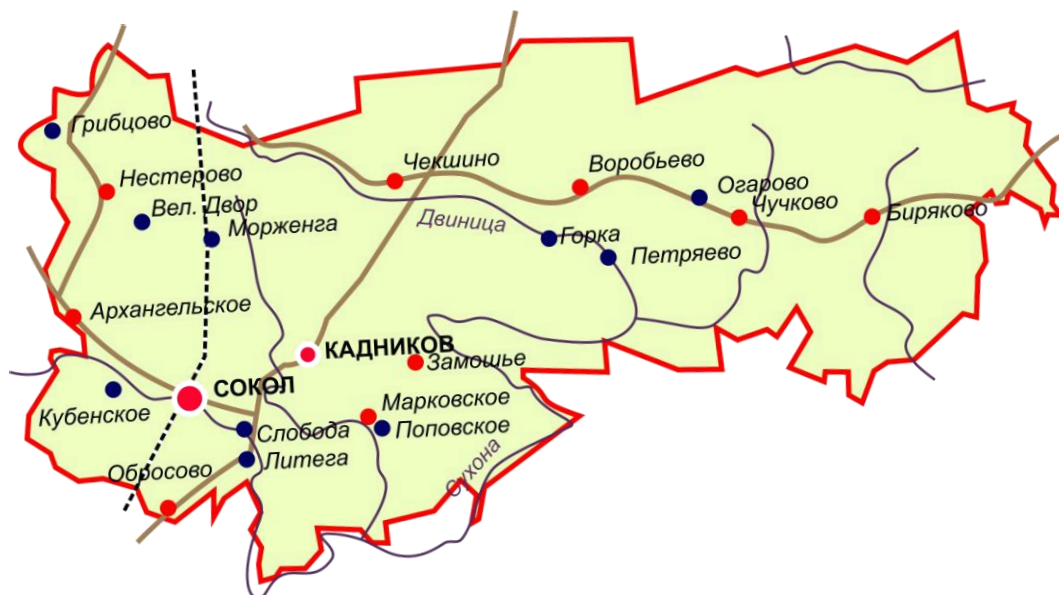 Грибцово
Чекшино
Воробьево
Нестерово
Огарово
Вел. Двор
Чучково
Биряково
Морженга
Двиница
Горка
Петряево
Архангельское
КАДНИКОВ
Замошье
СОКОЛ
Кубенское
Марковское
Слобода
Поповское
Обросово
Литега
Сухона